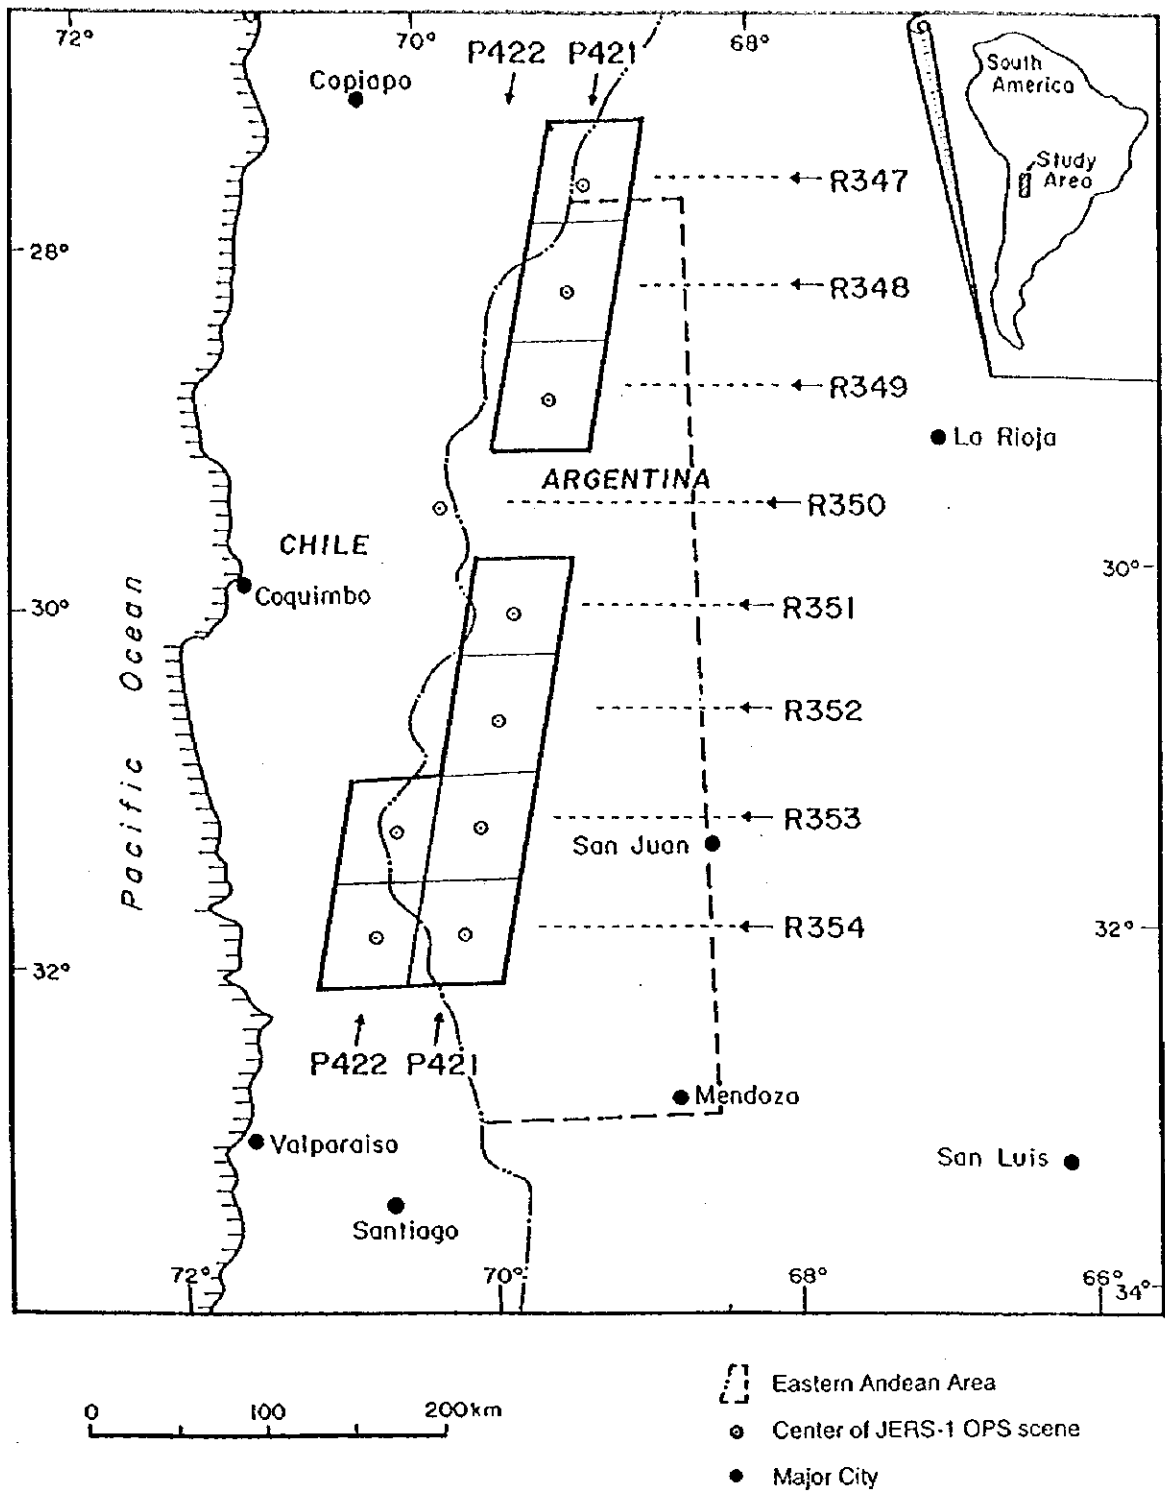 72°
70°
68°
P422
P421
Copiapo
South
America
Study
Area
R347
28°
R348
R349
La Rioja
ARGENTINA
R350
CHILE
30°
Coquimbo
30°
R351
Pacific Ocean
R352
R353
San Juan
R354
32°
32°
P422
P421
Mendoza
Valparaiso
San Luis
Santiago
72°
70°
68°
66°
34°
Eastern Andean Area
0
100
200km
Center of JERS-1 OPS scene
Major City